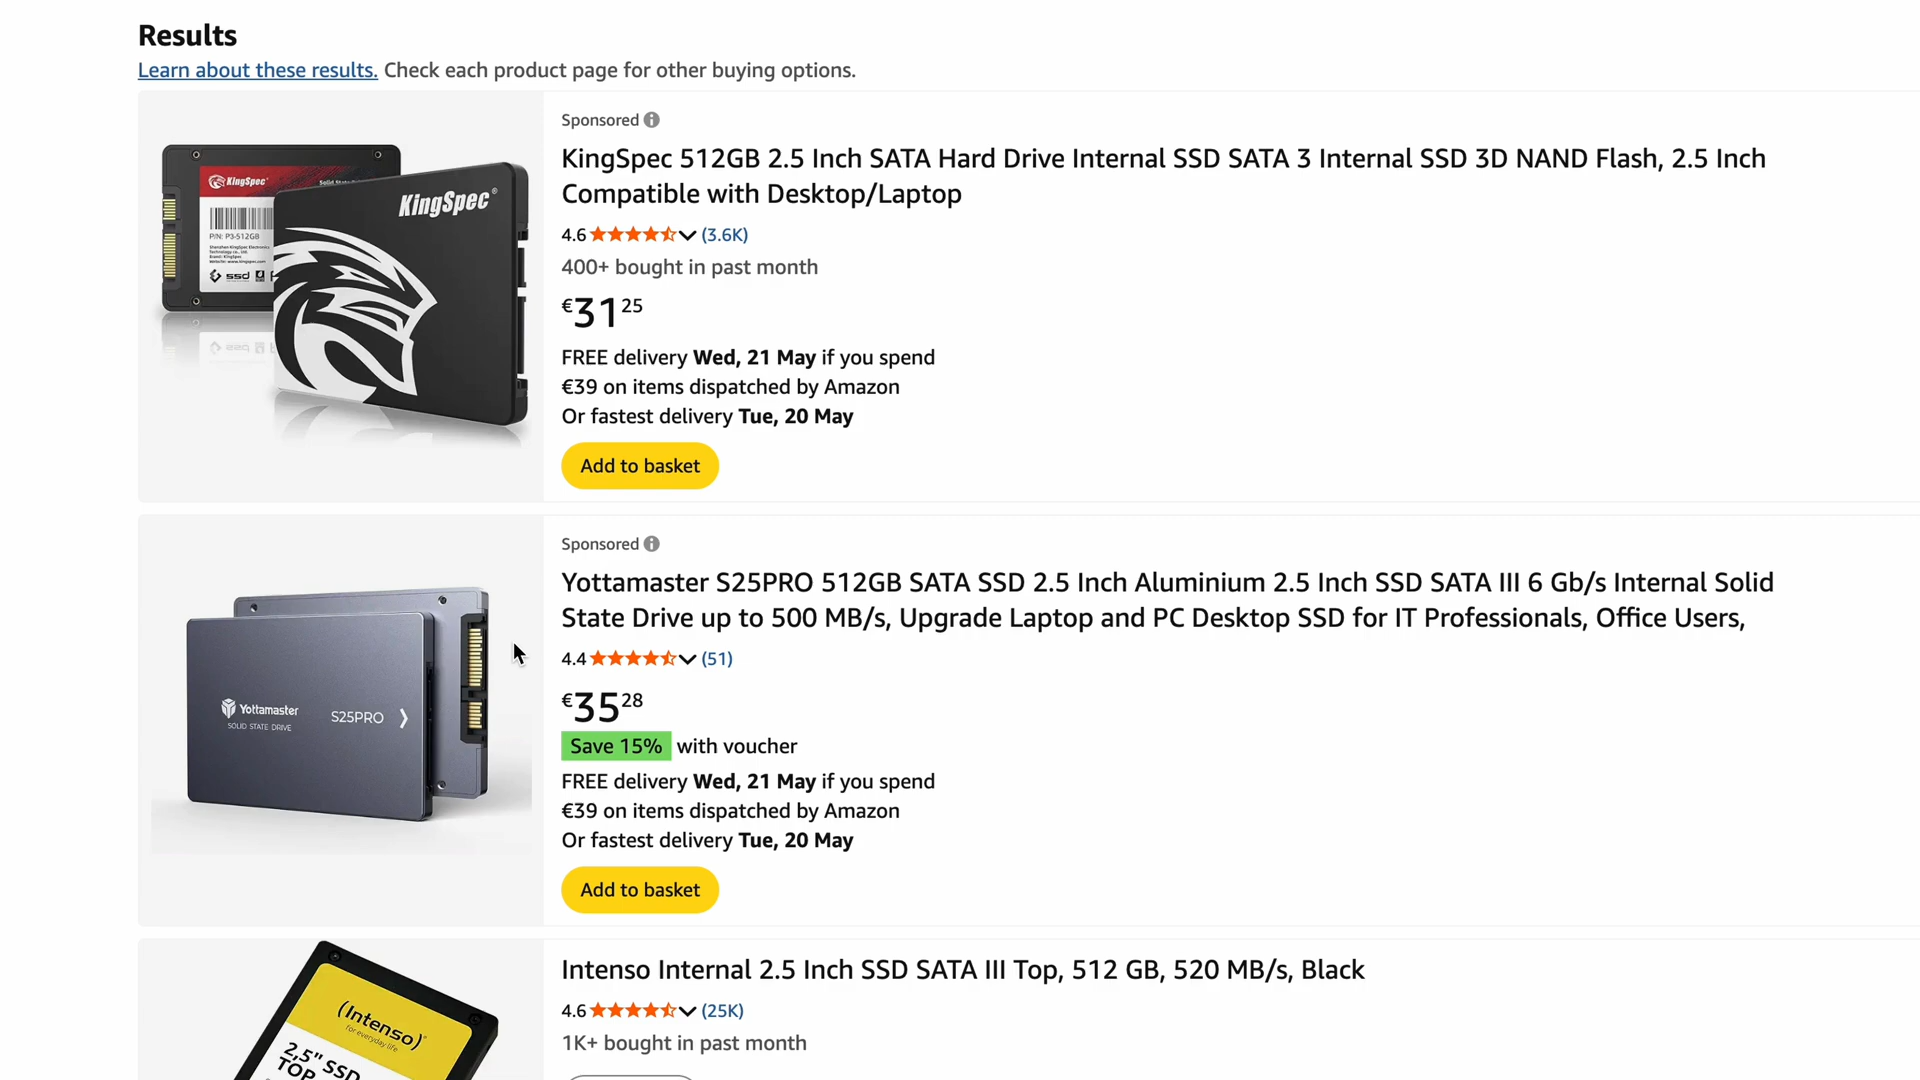 Results
Learn about these results. Check each product page for other buying options.
KingSpec
Solid Sta
P/N: P3-512GB
ssd
KingSpec®
Sponsored
KingSpec 512GB 2.5 Inch SATA Hard Drive Internal SSD SATA 3 Internal SSD 3D NAND Flash, 2.5 Inch
Compatible with Desktop/Laptop
4.6 (3.6K)
400+ bought in past month
€31 25
FREE delivery Wed, 21 May if you spend
€39 on items dispatched by Amazon
Or fastest delivery Tue, 20 May
Add to basket
Yottamaster
SOLID STATE DRIVE
S25PRO
Sponsored
Yottamaster S25PRO 512GB SATA SSD 2.5 Inch Aluminium 2.5 Inch SSD SATA III 6 Gb/s Internal Solid
State Drive up to 500 MB/s, Upgrade Laptop and PC Desktop SSD for IT Professionals, Office Users,
4.4 (51)
€35 28
Save 15% with voucher
FREE delivery Wed, 21 May if you spend
€39 on items dispatched by Amazon
Or fastest delivery Tue, 20 May
Add to basket
(intenso)®
for everyday life
2,5" SSD
TOP
Intenso Internal 2.5 Inch SSD SATA III Top, 512 GB, 520 MB/s, Black
4.6 (25K)
1K+ bought in past month